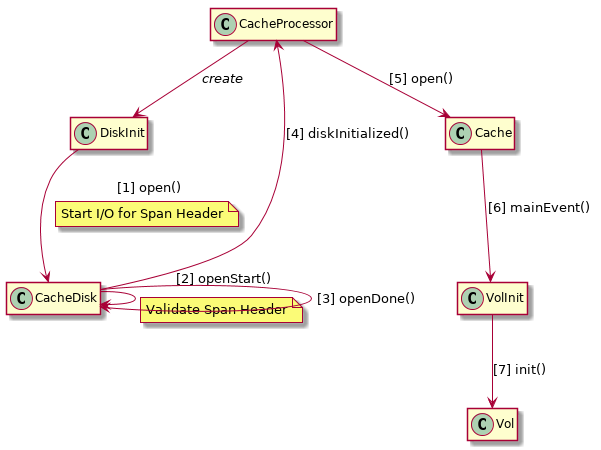 C CacheProcessor
create
[5] open()
C DiskInit
[4] diskInitialized()
C Cache
[1] open()
Start I/O for Span Header
[6] mainEvent()
[2] openStart()
C CacheDisk
Validate Span Header
[3] openDone()
C VolInit
[7] init()
C Vol